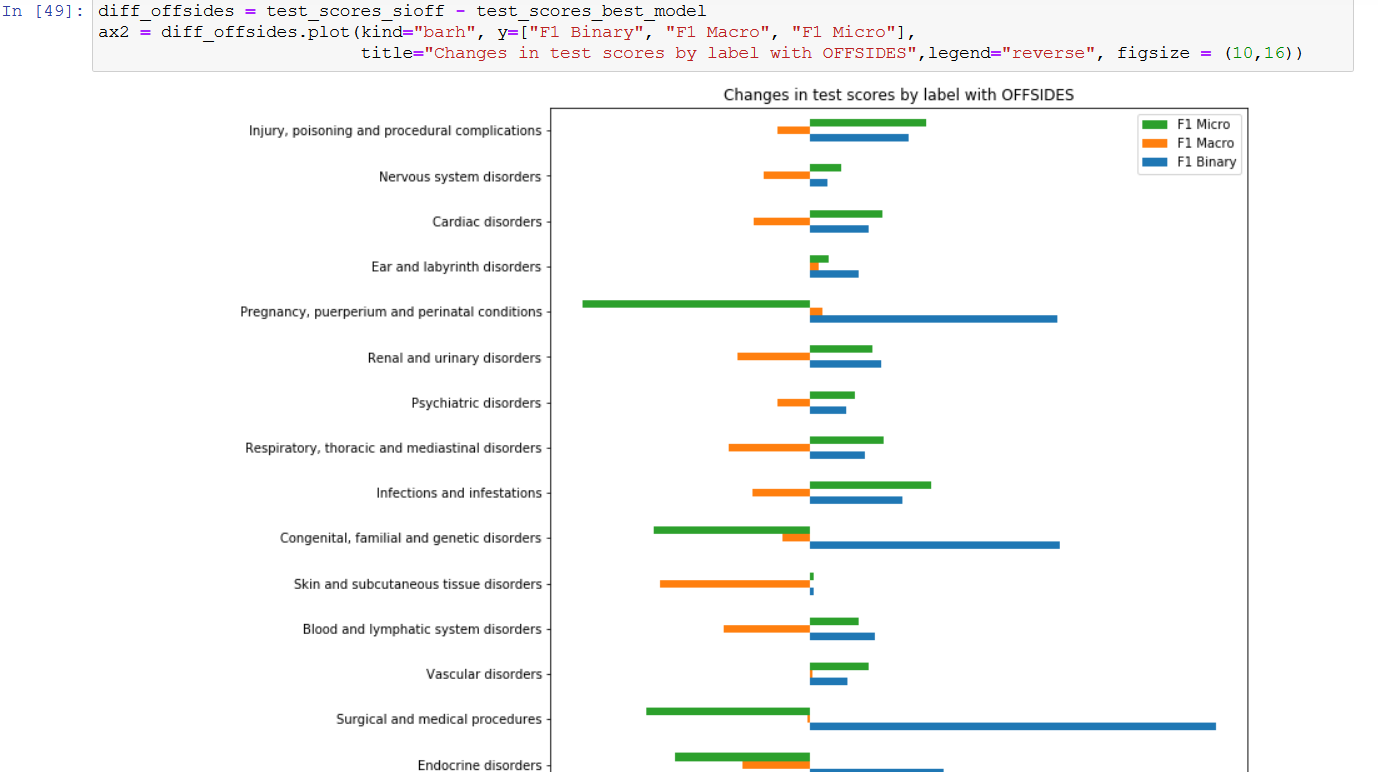 In [49]: diff_offsides = test_scores_sioff - test_scores_best_model
ax2 = diff_offsides.plot(kind="barh", y=["F1 Binary", "F1 Macro", "F1 Micro"],
title="Changes in test scores by label with OFFSIDES",legend="reverse", figsize = (10,16))
Changes in test scores by label with OFFSIDES
F1 Micro
F1 Macro
F1 Binary
Injury, poisoning and procedural complications
Nervous system disorders
Cardiac disorders
Ear and labyrinth disorders
Pregnancy, puerperium and perinatal conditions
Renal and urinary disorders
Psychiatric disorders
Respiratory, thoracic and mediastinal disorders
Infections and infestations
Congenital, familial and genetic disorders
Skin and subcutaneous tissue disorders
Blood and lymphatic system disorders
Vascular disorders
Surgical and medical procedures
Endocrine disorders